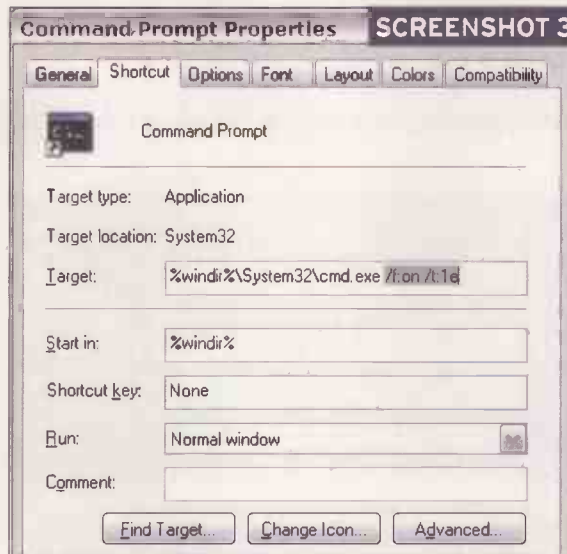 Command Prompt Properties SCREENSHOT 3
General Shortcut Options Font Layout Colors Compatibility
Command Prompt
Target type: Application
Target location: System32
Target: %windir%\System32\cmd.exe /f:on /t:1e
Start in: %windir%
Shortcut key: None
Run: Normal window
Comment:
Find Target... Change Icon... Advanced...